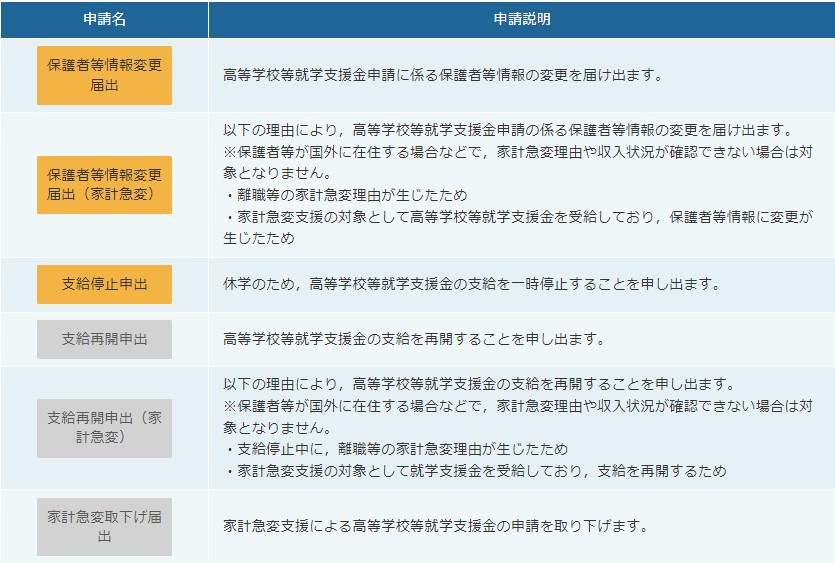 申請名
申請説明
保護者等情報変更
届出
高等学校等就学支援金申請に係る保護者等情報の変更を届け出ます。
保護者等情報変更
届出（家計急変）
以下の理由により，高等学校等就学支援金申請の係る保護者等情報の変更を届け出ます。
※保護者等が国外に在住する場合などで，家計急変理由や収入状況が確認できない場合は対
象となりません。
・離職等の家計急変理由が生じたため
・家計急変支援の対象として高等学校等就学支援金を受給しており，保護者等情報に変更が
生じたため
支給停止申出
休学のため，高等学校等就学支援金の支給を一時停止することを申し出ます。
支給再開申出
高等学校等就学支援金の支給を再開することを申し出ます。
支給再開申出（家
計急変）
以下の理由により，高等学校等就学支援金の支給を再開することを申し出ます。
※保護者等が国外に在住する場合などで，家計急変理由や収入状況が確認できない場合は対
象となりません。
・支給停止中に，離職等の家計急変理由が生じたため
・家計急変支援の対象として就学支援金を受給しており，支給を再開するため
家計急変取下げ届
出
家計急変支援による高等学校等就学支援金の申請を取り下げます。